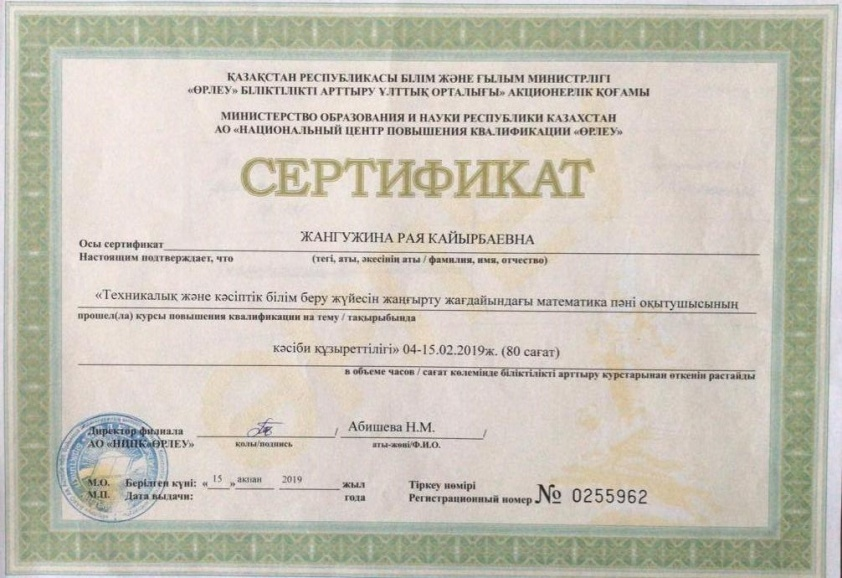 ҚАЗАҚСТАН РЕСПУБЛИКАСЫ БІЛІМ ЖӘНЕ ҒЫЛЫМ МИНИСТРЛІГІ
«ӨРЛЕУ» БІЛІКТІЛІКТІ АРТТЫРУ ҰЛТТЫҚ ОРТАЛЫҒЫ» АКЦИОНЕРЛІК ҚОҒАМЫ
МИНИСТЕРСТВО ОБРАЗОВАНИЯ И НАУКИ РЕСПУБЛИКИ КАЗАХСТАН
АО «НАЦИОНАЛЬНЫЙ ЦЕНТР ПОВЫШЕНИЯ КВАЛИФИКАЦИИ «ӨРЛЕУ»
СЕРТИФИКАТ
Осы сертификат ЖАНГУЖИНА РАЯ КАЙЫРБАЕВНА
Настоящим подтверждает, что (тегі, аты, әкесінің аты / фамилия, имя, отчество)
«Техникалық және кәсіптік білім беру жүйесін жаңғырту жағдайындағы математика пәні оқытушысының
прошел(ла) курсы повышения квалификации на тему / тақырыбында
кәсіби құзыреттілігі» 04-15.02.2019ж. (80 сағат)
в объеме часов / сағат көлемінде біліктілікті арттыру курстарынан өткенін растайды
Директор филиала / Абишева Н.М. /
АО «НЦПК«ӨРЛЕУ» қолы/подпись аты-жөні/Ф.И.О.
М.О. Берілген күні: «15» ақпан 2019 жыл Тіркеу нөмірі
М.П. Дата выдачи: года Регистрационный номер № 0255962